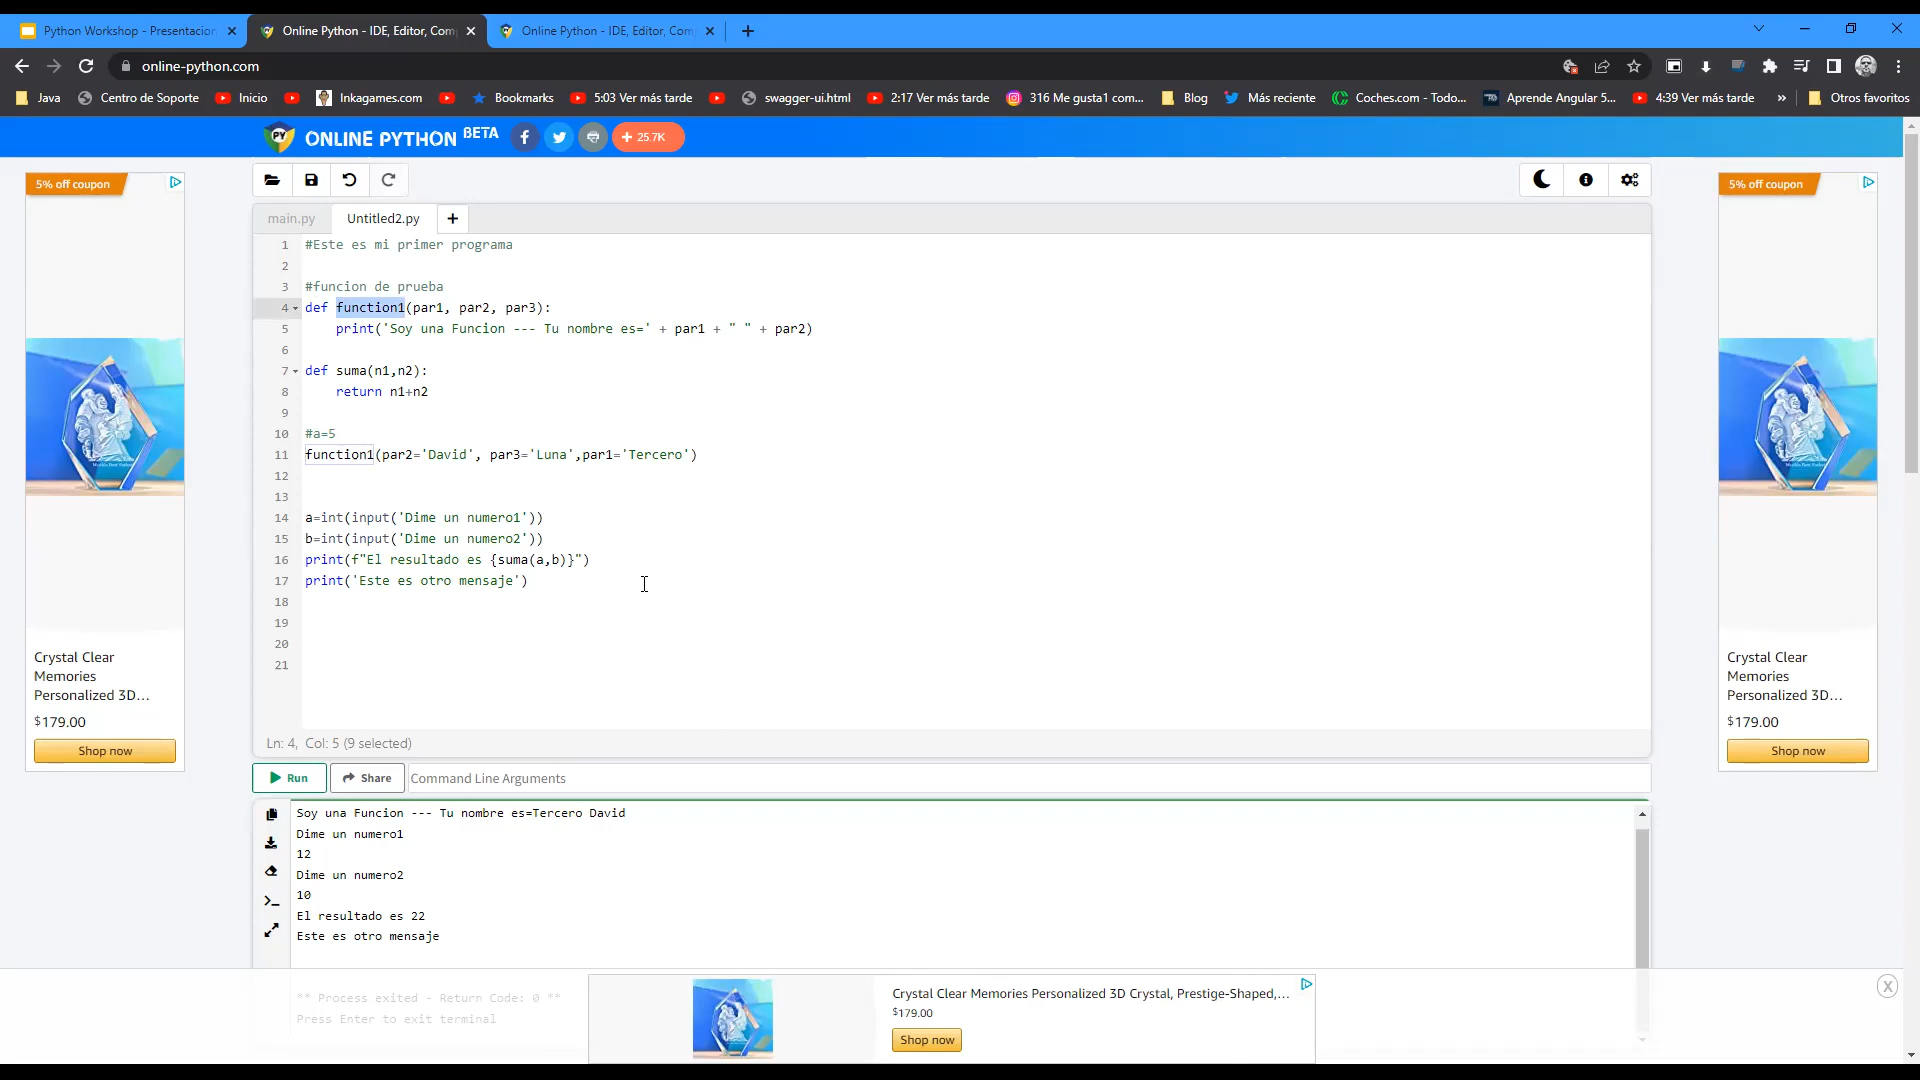 Python Workshop - Presentacion
Online Python - IDE, Editor, Com
Online Python - IDE, Editor, Com
online-python.com
Java
Centro de Soporte
Inicio
Inkagames.com
Bookmarks
5:03 Ver más tarde
swagger-ui.html
2:17 Ver más tarde
316 Me gusta1 com...
Blog
Más reciente
Coches.com - Todo...
Aprende Angular 5...
4:39 Ver más tarde
»
Otros favoritos
PY
ONLINE PYTHON BETA
+ 25.7K
5% off coupon
5% off coupon
main.py
Untitled2.py
+
1 #Este es mi primer programa
2
3 #funcion de prueba
4 def function1(par1, par2, par3):
5 print('Soy una Funcion --- Tu nombre es=' + par1 + " " + par2)
6
7 def suma(n1,n2):
8 return n1+n2
9
10 #a=5
11 function1(par2='David', par3='Luna',par1='Tercero')
12
13
14 a=int(input('Dime un numero1'))
15 b=int(input('Dime un numero2'))
16 print(f"El resultado es {suma(a,b)}")
17 print('Este es otro mensaje')
18
19
20
21
Ln: 4, Col: 5 (9 selected)
Crystal Clear
Memories
Personalized 3D...
$179.00
Shop now
Crystal Clear
Memories
Personalized 3D...
$179.00
Shop now
Run
Share
Command Line Arguments
Soy una Funcion --- Tu nombre es=Tercero David
Dime un numero1
12
Dime un numero2
10
El resultado es 22
Este es otro mensaje
** Process exited - Return Code: 0 **
Press Enter to exit terminal
Crystal Clear Memories Personalized 3D Crystal, Prestige-Shaped,...
$179.00
Shop now
X